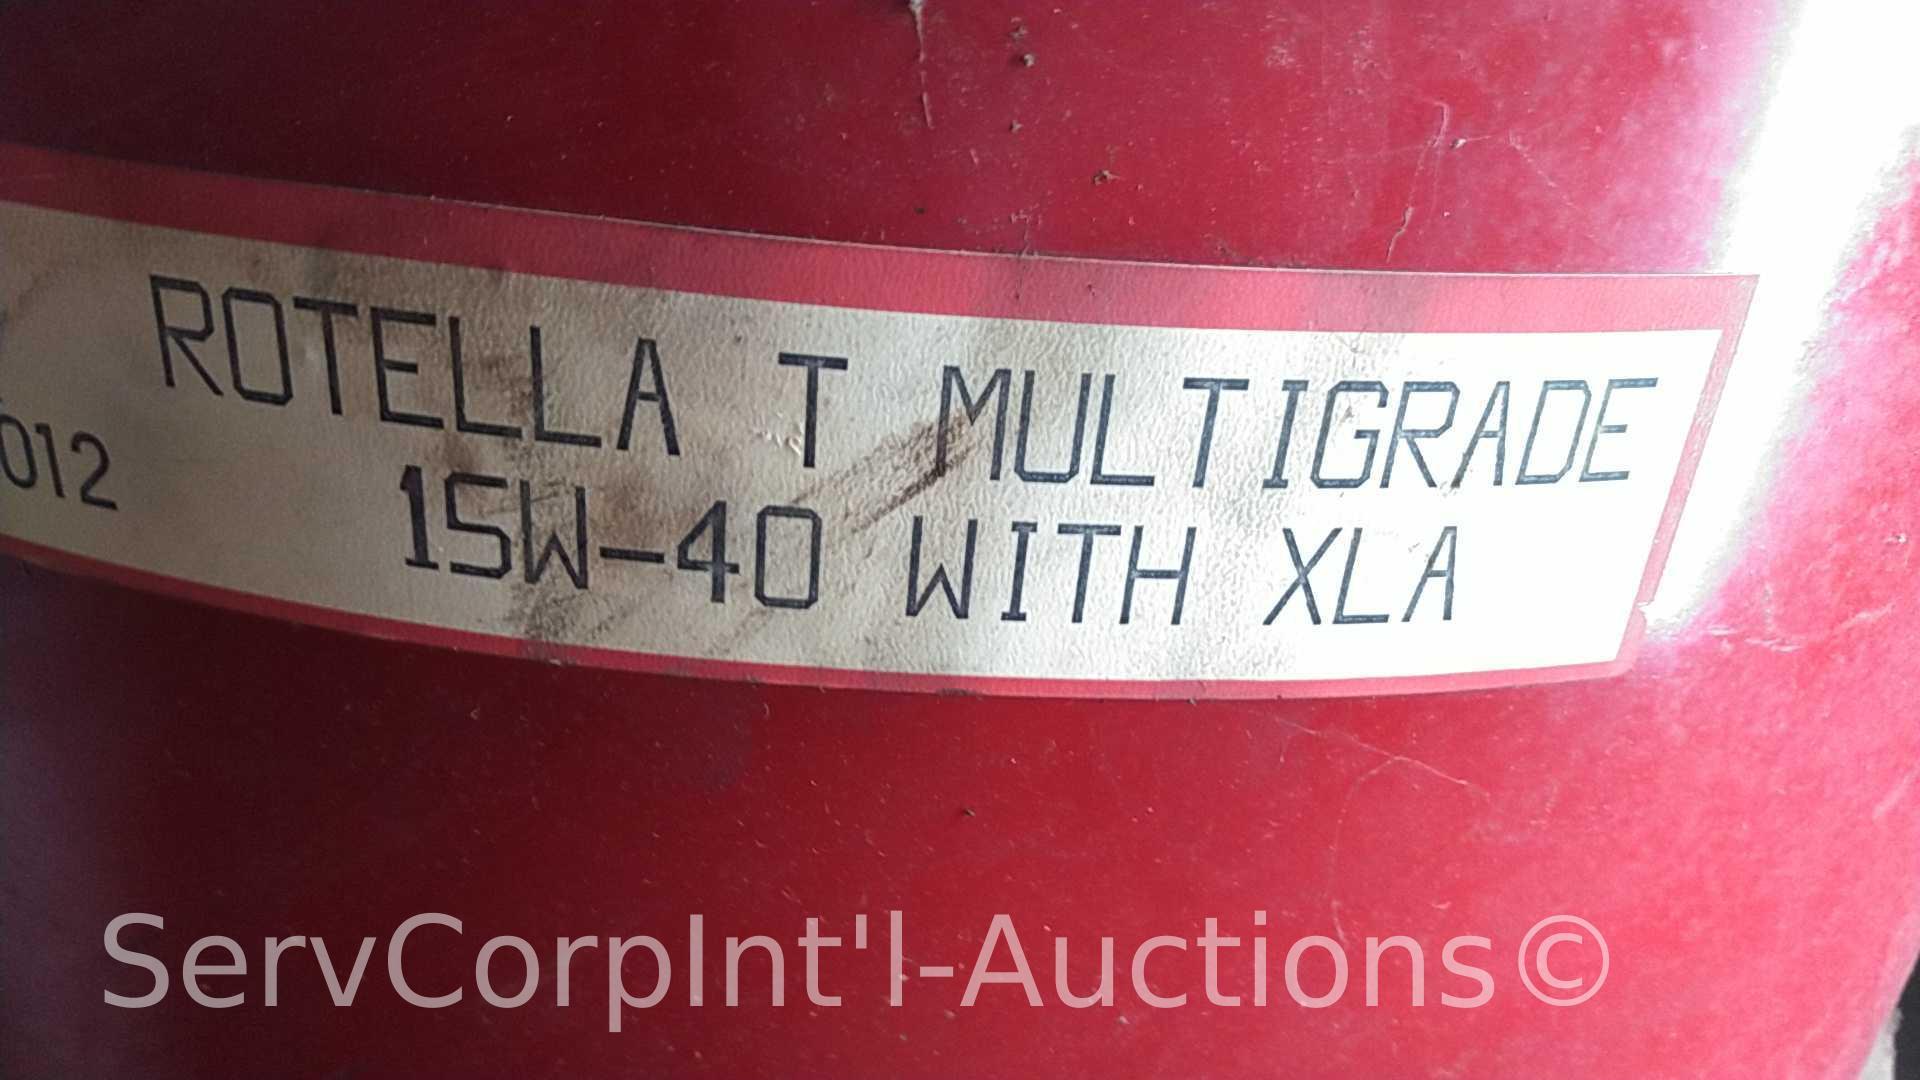 ROTELLA T MULTIGRADE
012
15W-40 WITH XLA
ServCorpInt'l-Auctions©